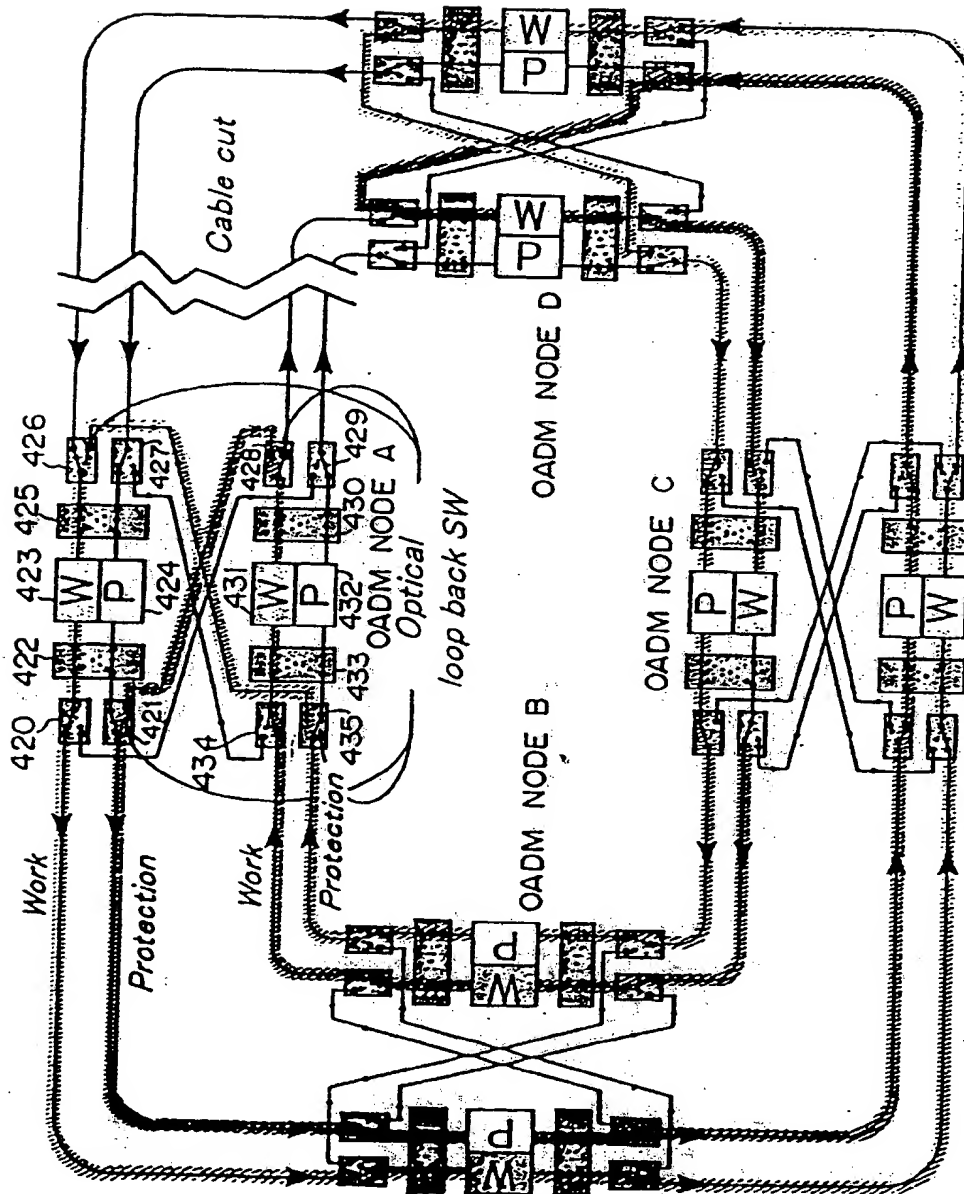 Cable cut
426
425
423
422
420
W
P
427
424
421
428
429
430
431
W
P
432
433
434
435
OADM NODE A
Optical
loop back SW
Work
Protection
Work
Protection
W
P
W
P
OADM NODE D
OADM NODE B
OADM NODE C
P
W
P
W
P
W
P
W